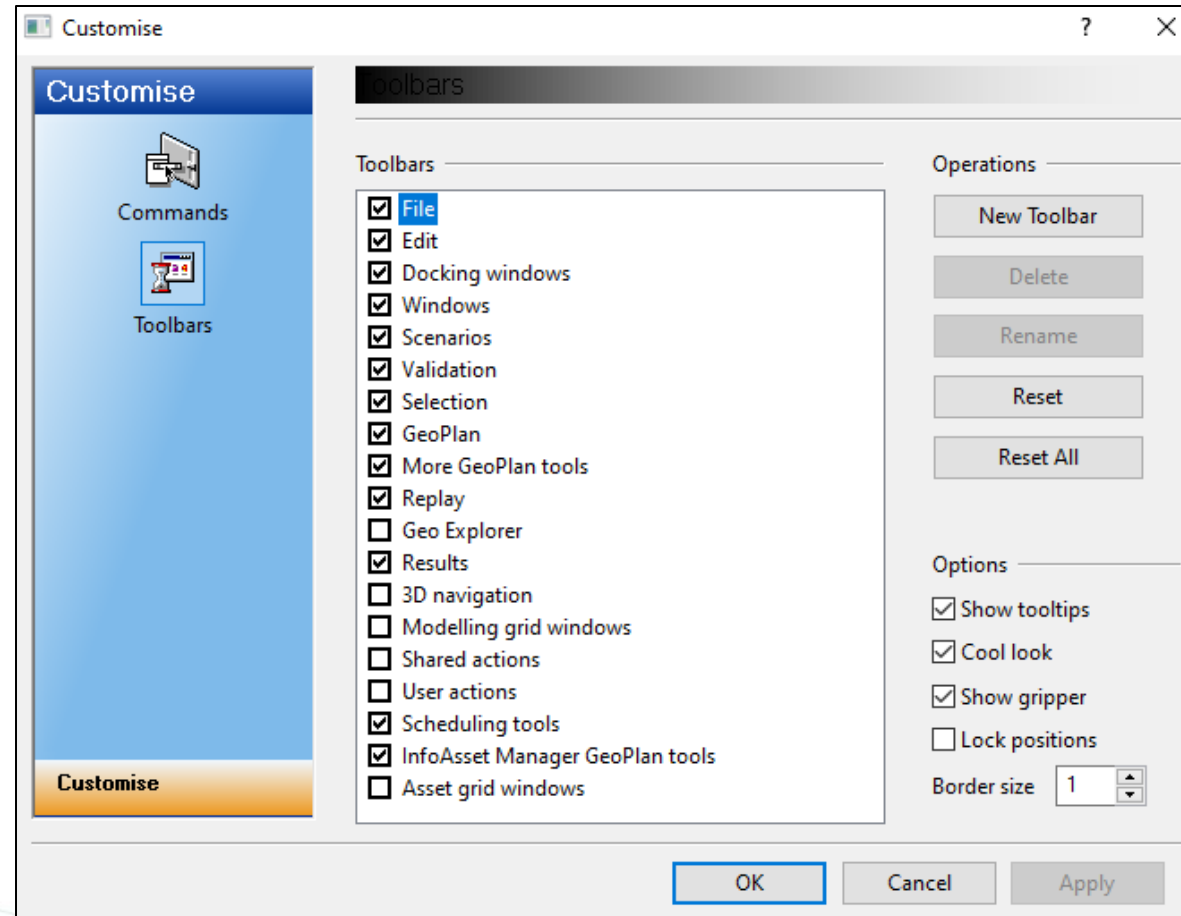 Customise
Customise
Commands
Toolbars
Customise
Toolbars
Toolbars
File
Edit
Docking windows
Windows
Scenarios
Validation
Selection
GeoPlan
More GeoPlan tools
Replay
Geo Explorer
Results
3D navigation
Modelling grid windows
Shared actions
User actions
Scheduling tools
InfoAsset Manager GeoPlan tools
Asset grid windows
Operations
New Toolbar
Delete
Rename
Reset
Reset All
Options
Show tooltips
Cool look
Show gripper
Lock positions
Border size 1
OK Cancel Apply